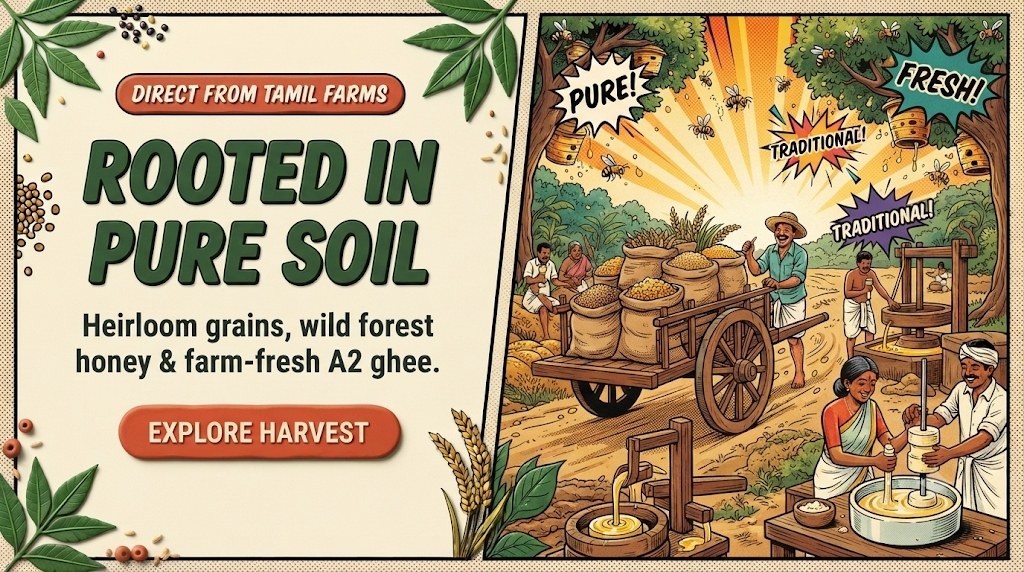 DIRECT FROM TAMIL FARMS
ROOTED IN
PURE SOIL
Heirloom grains, wild forest
honey & farm-fresh A2 ghee.
EXPLORE HARVEST
PURE!
FRESH!
TRADITIONAL!
TRADITIONAL!